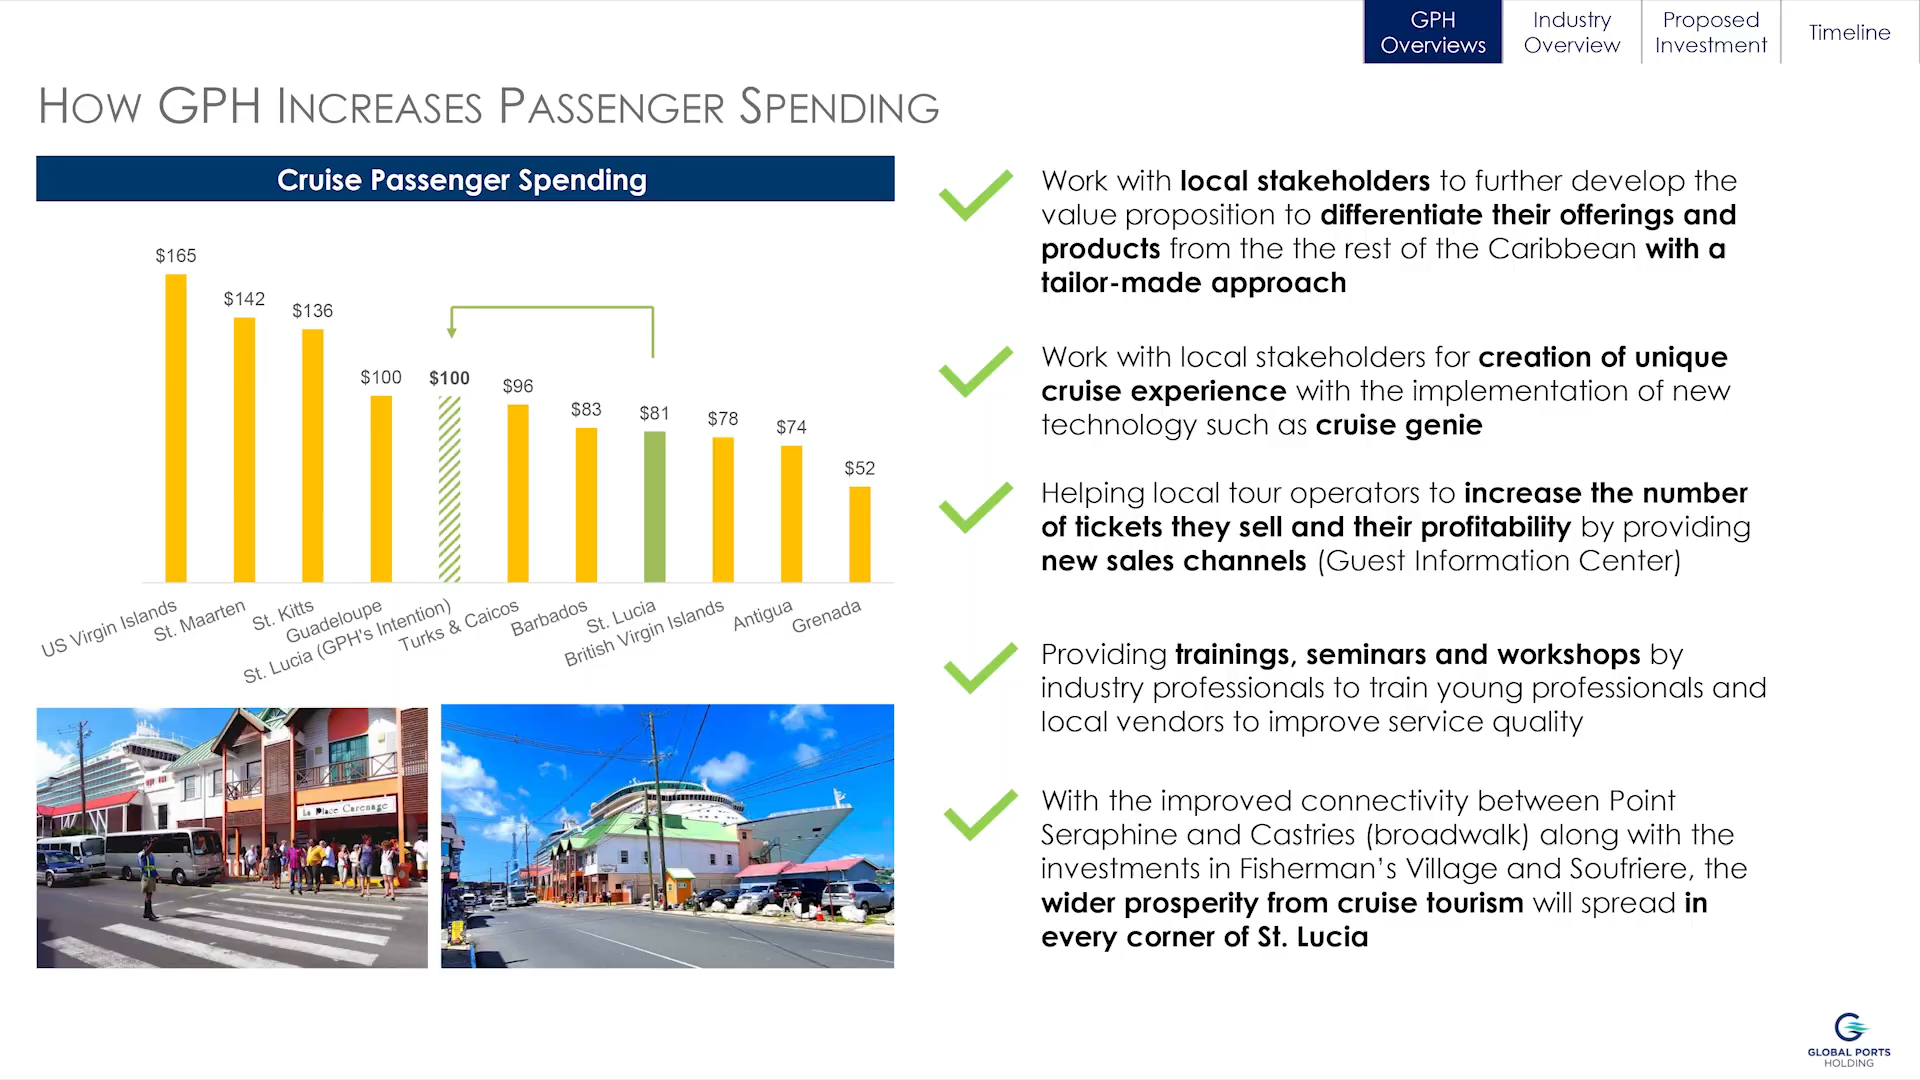 GPH
Overviews
Industry
Overview
Proposed
Investment
Timeline
HOW GPH INCREASES PASSENGER SPENDING
Cruise Passenger Spending
$165
$142
$136
$100
$100
$96
$83
$81
$78
$74
$52
US Virgin Islands
St. Maarten
St. Kitts
Guadeloupe
St. Lucia (GPH's Intention)
Turks & Caicos
Barbados
St. Lucia
British Virgin Islands
Antigua
Grenada
La Place Carenage
Work with local stakeholders to further develop the
value proposition to differentiate their offerings and
products from the the rest of the Caribbean with a
tailor-made approach
Work with local stakeholders for creation of unique
cruise experience with the implementation of new
technology such as cruise genie
Helping local tour operators to increase the number
of tickets they sell and their profitability by providing
new sales channels (Guest Information Center)
Providing trainings, seminars and workshops by
industry professionals to train young professionals and
local vendors to improve service quality
With the improved connectivity between Point
Seraphine and Castries (broadwalk) along with the
investments in Fisherman’s Village and Soufriere, the
wider prosperity from cruise tourism will spread in
every corner of St. Lucia
GLOBAL PORTS
HOLDING